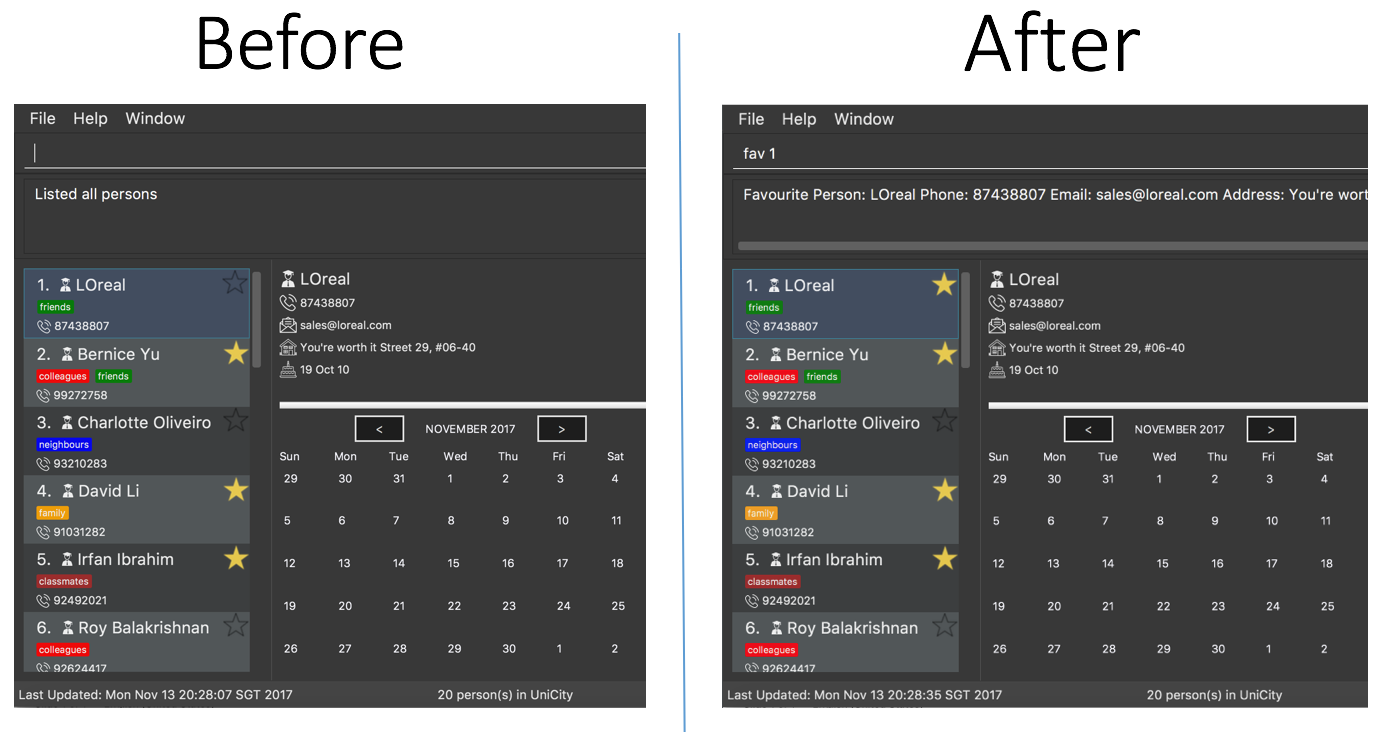 Before
File Help Window
Listed all persons
1. LOreal
friends
87438807
2. Bernice Yu
colleagues friends
99272758
3. Charlotte Oliveiro
neighbours
93210283
4. David Li
family
91031282
5. Irfan Ibrahim
classmates
92492021
6. Roy Balakrishnan
colleagues
92624417
LOreal
87438807
sales@loreal.com
You're worth it Street 29, #06-40
19 Oct 10
< NOVEMBER 2017 >
Sun Mon Tue Wed Thu Fri Sat
29 30 31 1 2 3 4
5 6 7 8 9 10 11
12 13 14 15 16 17 18
19 20 21 22 23 24 25
26 27 28 29 30 1 2
Last Updated: Mon Nov 13 20:28:07 SGT 2017 20 person(s) in UniCity
After
File Help Window
fav 1
Favourite Person: LOreal Phone: 87438807 Email: sales@loreal.com Address: You're wort
1. LOreal
friends
87438807
2. Bernice Yu
colleagues friends
99272758
3. Charlotte Oliveiro
neighbours
93210283
4. David Li
family
91031282
5. Irfan Ibrahim
classmates
92492021
6. Roy Balakrishnan
colleagues
92624417
LOreal
87438807
sales@loreal.com
You're worth it Street 29, #06-40
19 Oct 10
< NOVEMBER 2017 >
Sun Mon Tue Wed Thu Fri Sat
29 30 31 1 2 3 4
5 6 7 8 9 10 11
12 13 14 15 16 17 18
19 20 21 22 23 24 25
26 27 28 29 30 1 2
Last Updated: Mon Nov 13 20:28:35 SGT 2017 20 person(s) in UniCity